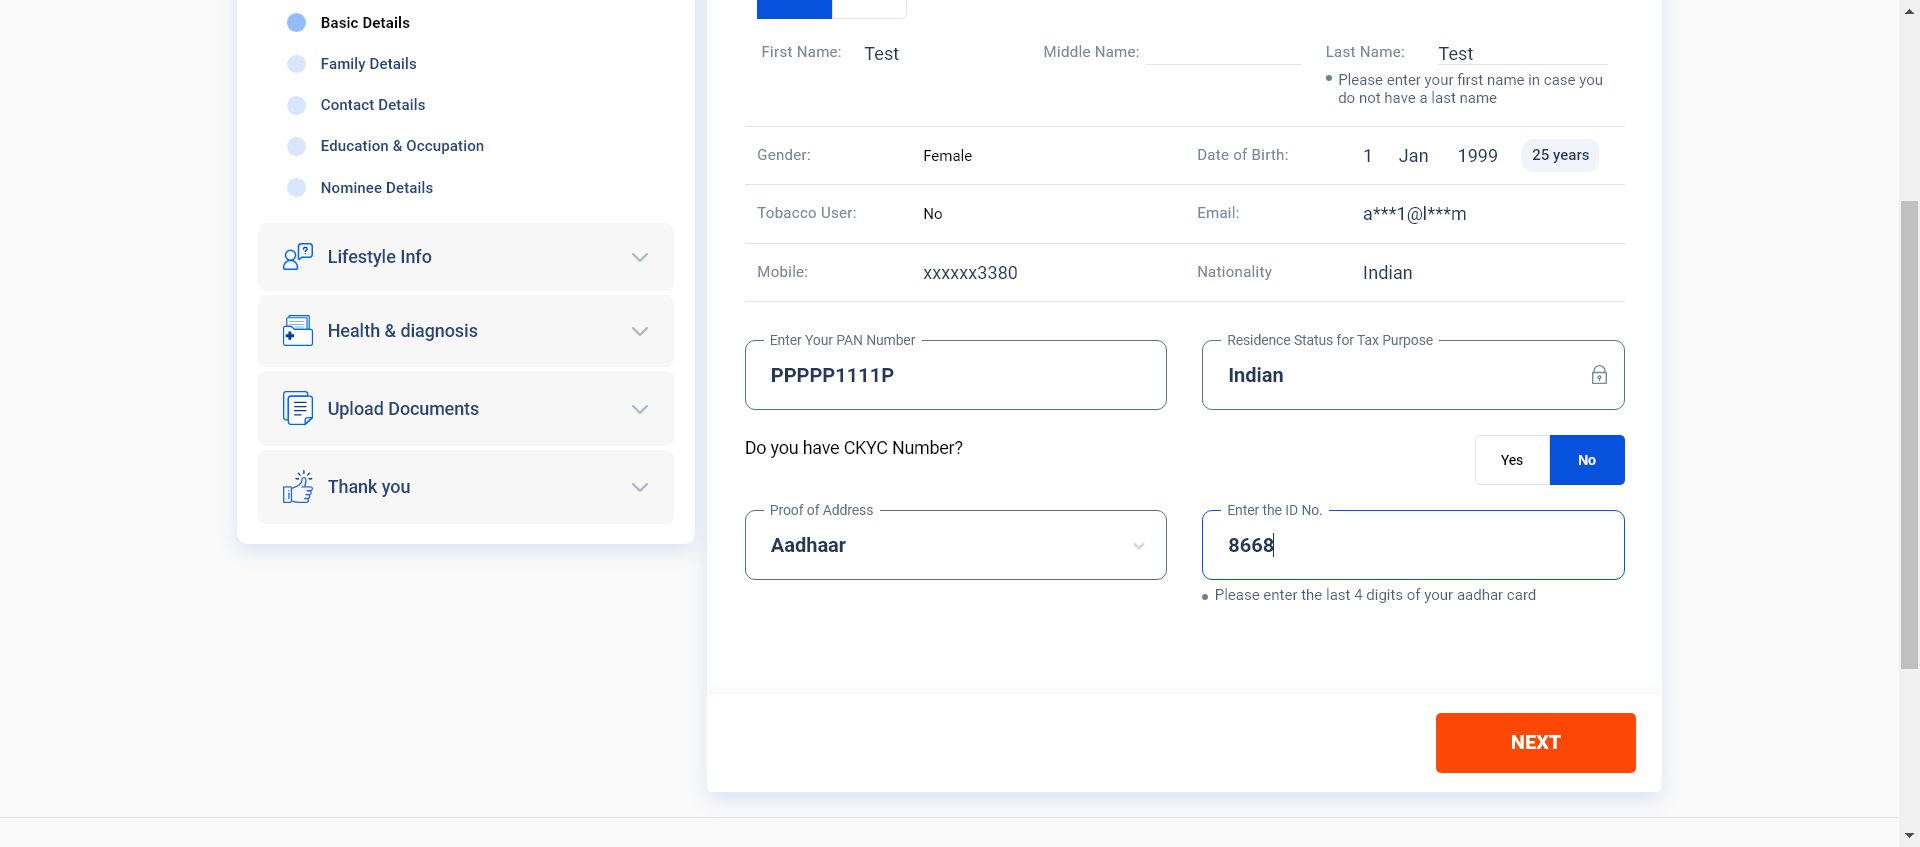 Basic Details
Family Details
Contact Details
Education & Occupation
Nominee Details
Lifestyle Info
Health & diagnosis
Upload Documents
Thank you
First Name: Test Middle Name: Last Name: Test
Please enter your first name in case you
do not have a last name
Gender: Female Date of Birth: 1 Jan 1999 25 years
Tobacco User: No Email: a***1@l***m
Mobile: xxxxxx3380 Nationality Indian
Enter Your PAN Number Residence Status for Tax Purpose
PPPPP1111P Indian
Do you have CKYC Number? Yes No
Proof of Address Enter the ID No.
Aadhaar 8668
Please enter the last 4 digits of your aadhar card
NEXT